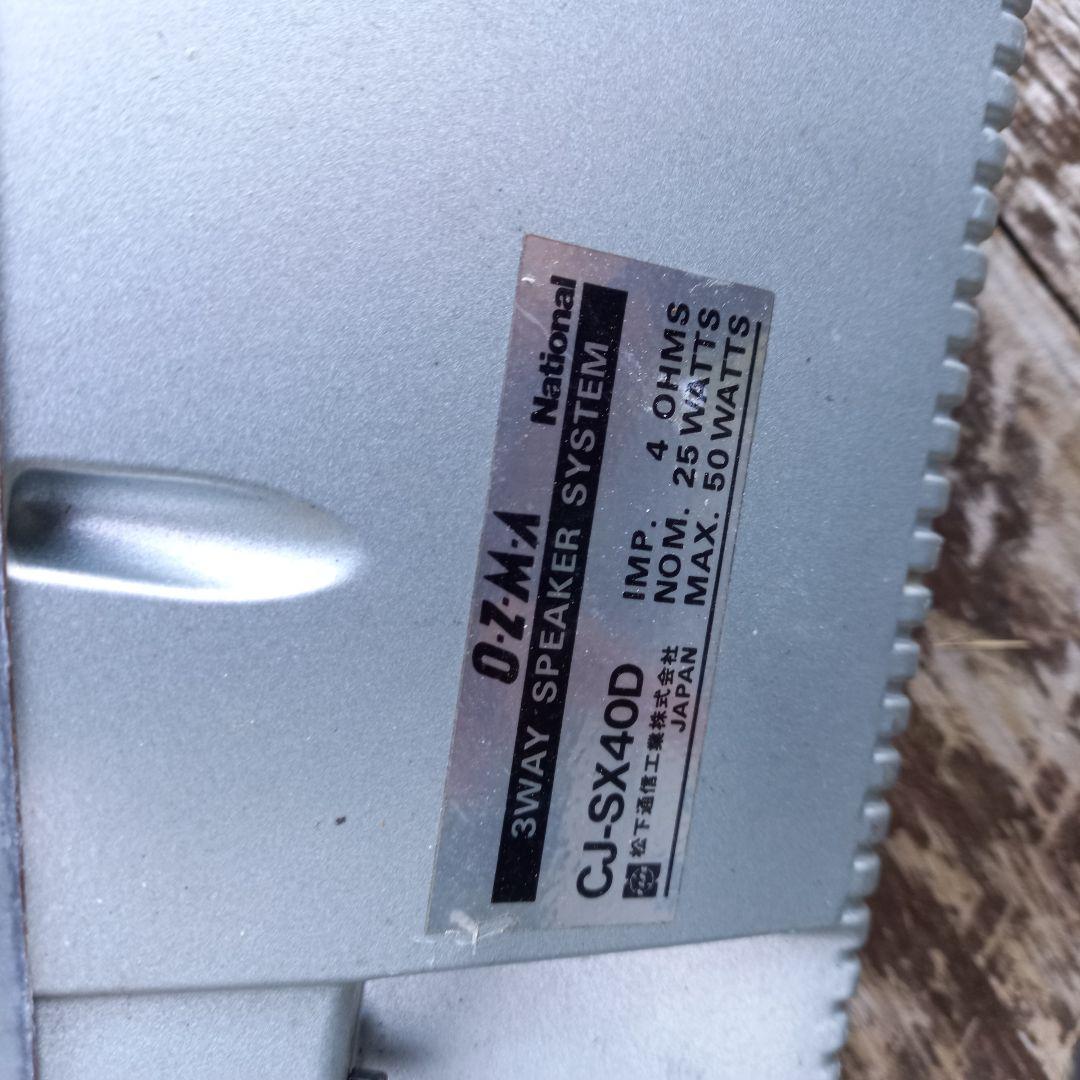 O·Z·M·A National
3WAY SPEAKER SYSTEM
CJ-SX40D
松下通信工業株式会社
JAPAN
IMP. 4 OHMS
NOM. 25 WATTS
MAX. 50 WATTS